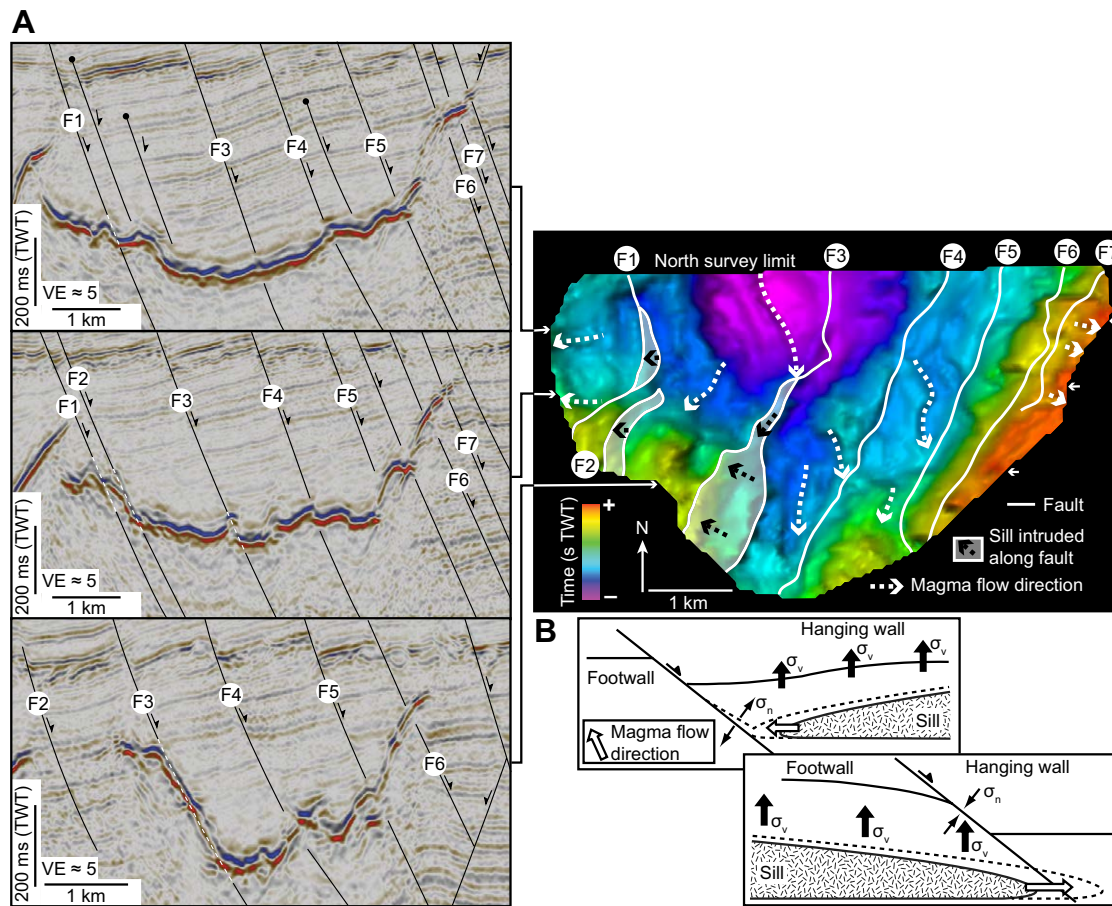 A
F1
F3
F4
F5
F7
F6
200 ms (TWT)
VE ≈ 5
1 km
F2
F1
F3
F4
F5
F7
F6
200 ms (TWT)
VE ≈ 5
1 km
F2
F3
F4
F5
F6
200 ms (TWT)
VE ≈ 5
1 km
F1
North survey limit
F3
F4
F5
F6
F7
F2
+
–
Time (s TWT)
N
1 km
Fault
Sill intruded
along fault
Magma flow direction
B
Hanging wall
Footwall
σv
σv
σv
σn
Sill
Magma flow
direction
Footwall
Hanging wall
σn
σv
σv
σv
Sill